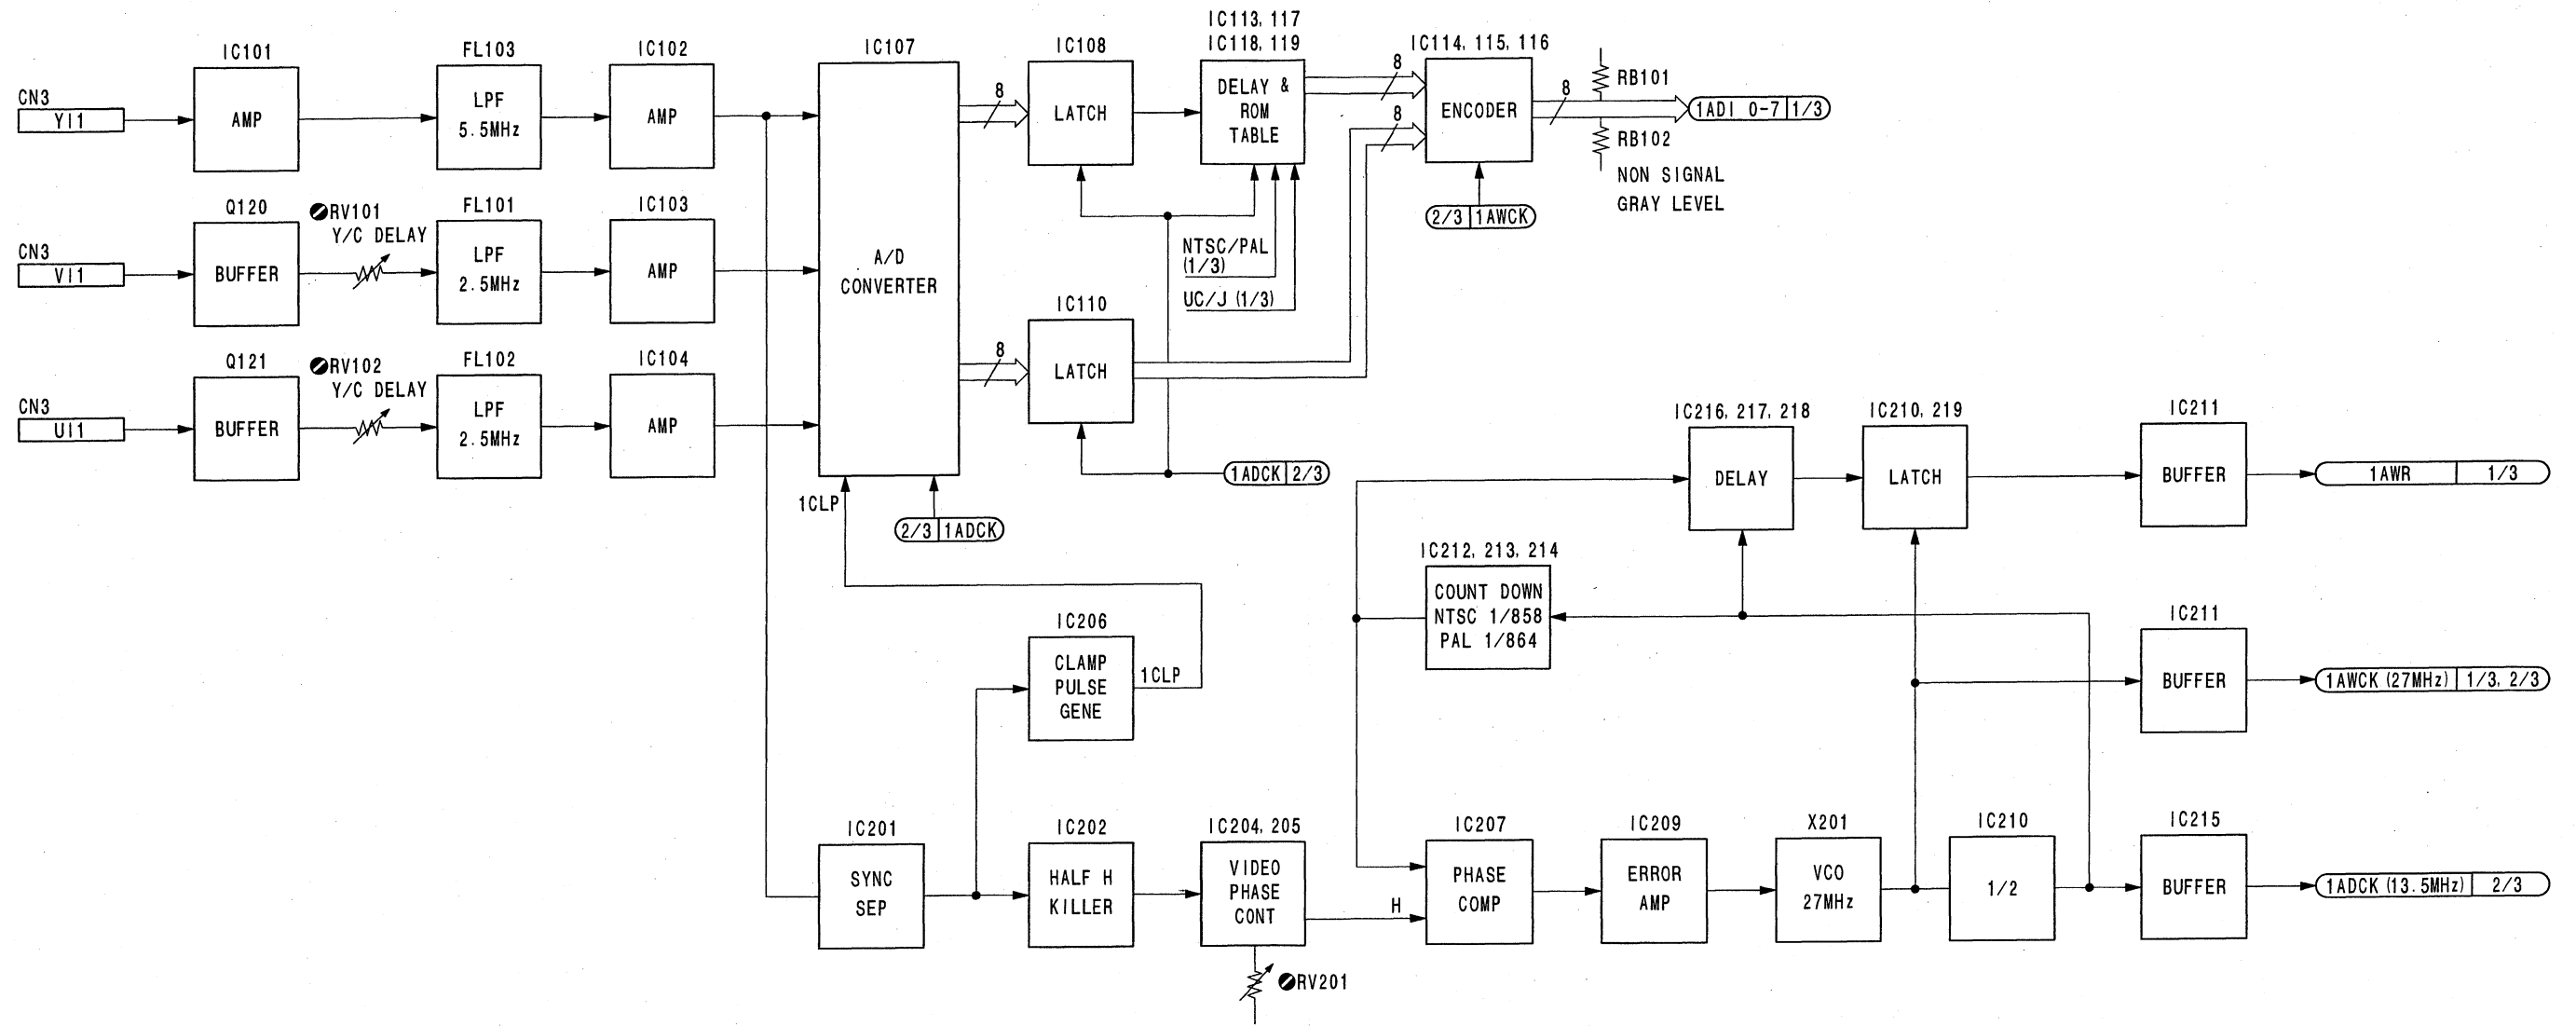 CN3
YI1
IC101
AMP
FL103
LPF
5.5MHz
IC102
AMP
IC107
A/D
CONVERTER
8
IC108
LATCH
IC113, 117
IC118, 119
DELAY &
ROM
TABLE
8
8
IC114, 115, 116
ENCODER
8
RB101
1ADI 0-7 1/3
RB102
NON SIGNAL
GRAY LEVEL
2/3 1AWCK
NTSC/PAL
(1/3)
UC/J (1/3)
CN3
VI1
Q120
BUFFER
RV101
Y/C DELAY
FL101
LPF
2.5MHz
IC103
AMP
CN3
UI1
Q121
BUFFER
RV102
Y/C DELAY
FL102
LPF
2.5MHz
IC104
AMP
8
IC110
LATCH
1ADCK 2/3
1CLP
2/3 1ADCK
IC216, 217, 218
DELAY
IC210, 219
LATCH
IC211
BUFFER
1AWR 1/3
IC212, 213, 214
COUNT DOWN
NTSC 1/858
PAL 1/864
IC206
CLAMP
PULSE
GENE
1CLP
IC211
BUFFER
1AWCK (27MHz) 1/3, 2/3
IC201
SYNC
SEP
IC202
HALF H
KILLER
IC204, 205
VIDEO
PHASE
CONT
RV201
H
IC207
PHASE
COMP
IC209
ERROR
AMP
X201
VCO
27MHz
IC210
1/2
IC215
BUFFER
1ADCK (13.5MHz) 2/3